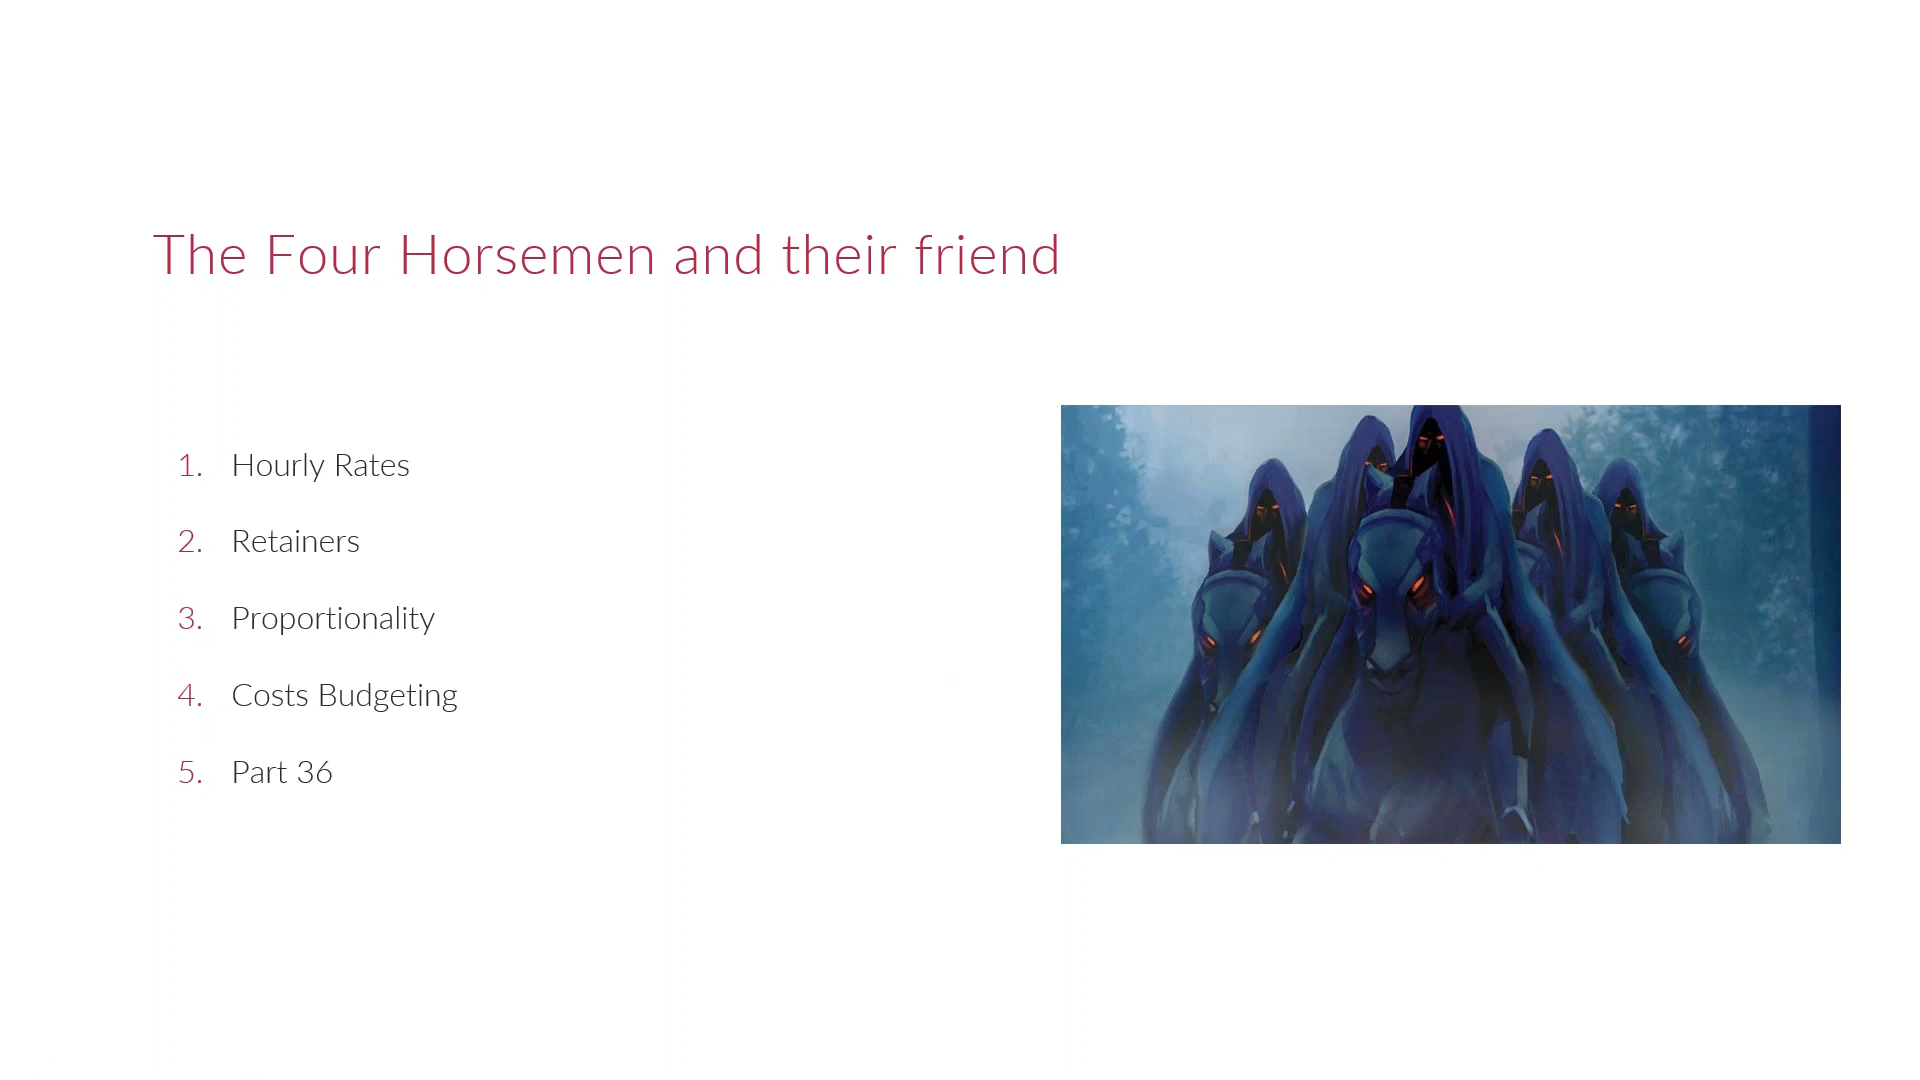 The Four Horsemen and their friend
1. Hourly Rates
2. Retainers
3. Proportionality
4. Costs Budgeting
5. Part 36